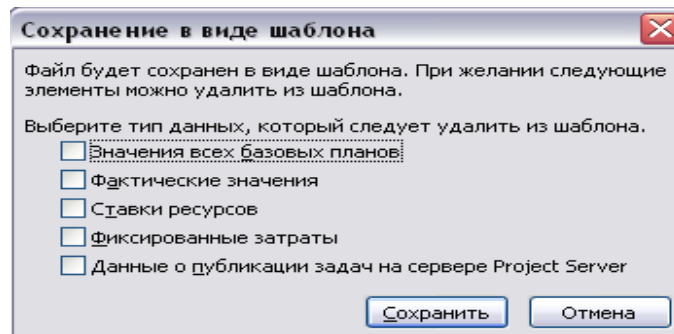 Сохранение в виде шаблона
Файл будет сохранен в виде шаблона. При желании следующие
элементы можно удалить из шаблона.
Выберите тип данных, который следует удалить из шаблона.
Значения всех базовых планов
Фактические значения
Ставки ресурсов
Фиксированные затраты
Данные о публикации задач на сервере Project Server
Сохранить Отмена